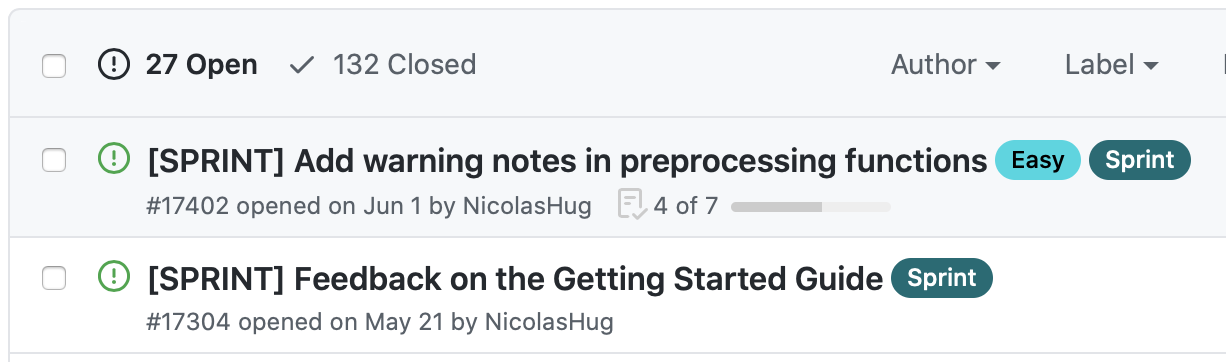 27 Open 132 Closed Author Label
[SPRINT] Add warning notes in preprocessing functions Easy Sprint
#17402 opened on Jun 1 by NicolasHug 4 of 7
[SPRINT] Feedback on the Getting Started Guide Sprint
#17304 opened on May 21 by NicolasHug